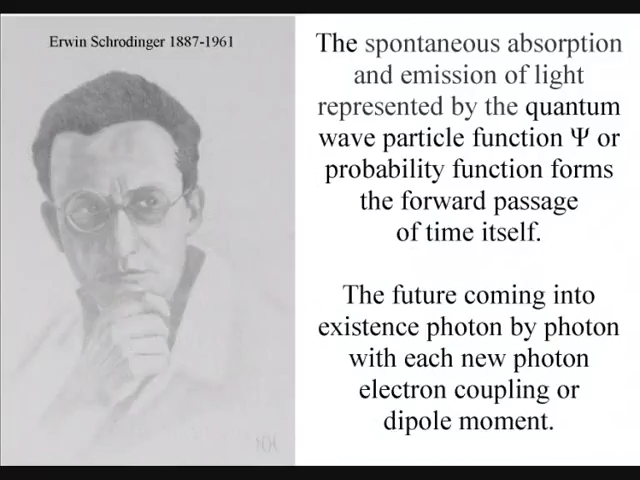 Erwin Schrodinger 1887-1961
The spontaneous absorption
and emission of light
represented by the quantum
wave particle function Ψ or
probability function forms
the forward passage
of time itself.
The future coming into
existence photon by photon
with each new photon
electron coupling or
dipole moment.